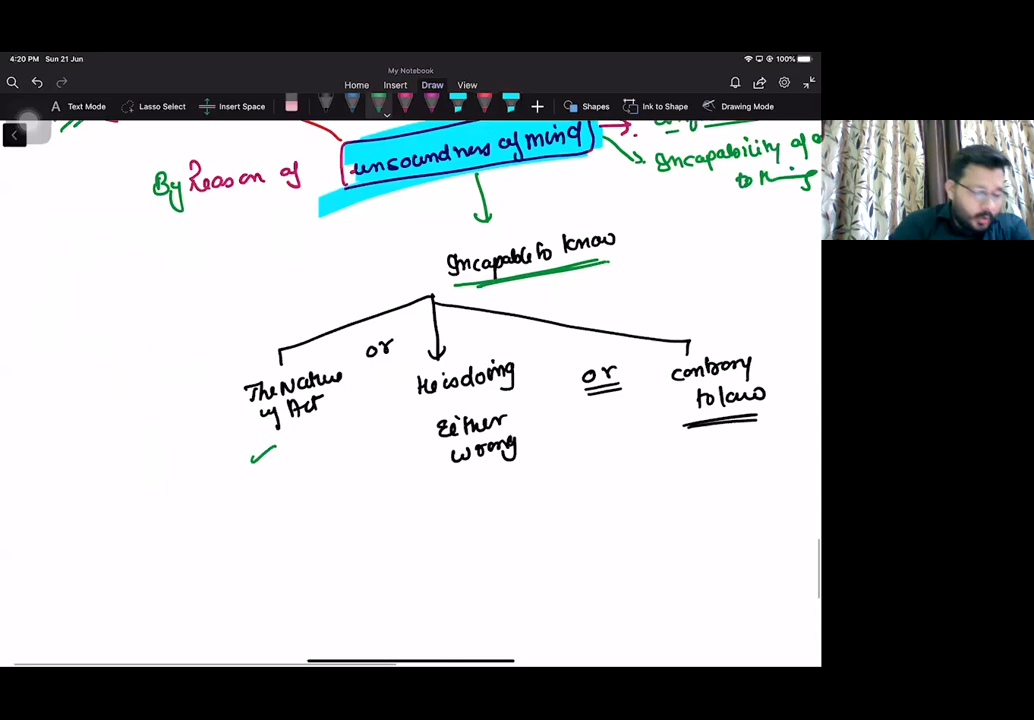 4:20 PM Sun 21 Jun
100%
My Notebook
Home Insert Draw View
Text Mode Lasso Select Insert Space Shapes Ink to Shape Drawing Mode
By Reason of unsoundness of mind
Incapability of
to
Incapable to know
or
The Nature of Act
He is doing
Either wrong
or
contrary to law